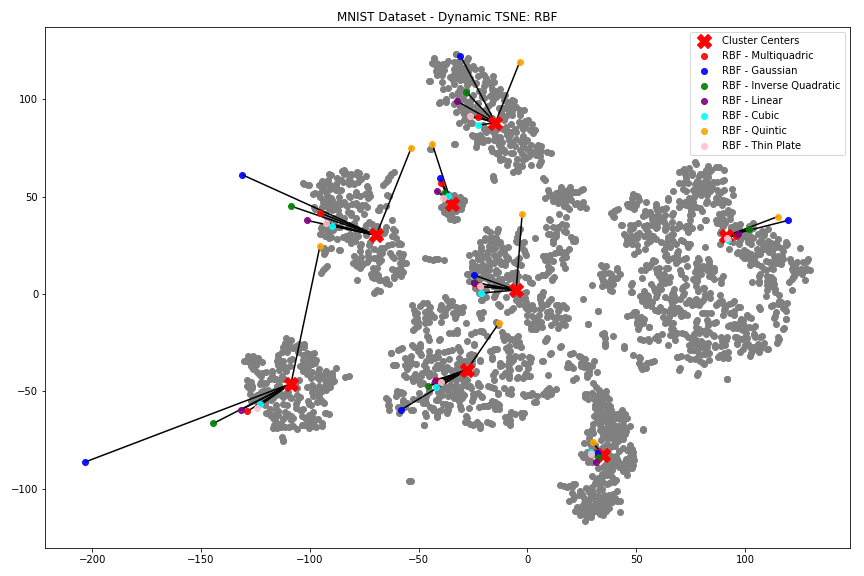 MNIST Dataset - Dynamic TSNE: RBF
Cluster Centers
RBF - Multiquadric
RBF - Gaussian
RBF - Inverse Quadratic
RBF - Linear
RBF - Cubic
RBF - Quintic
RBF - Thin Plate
100
50
0
−50
−100
−200
−150
−100
−50
0
50
100